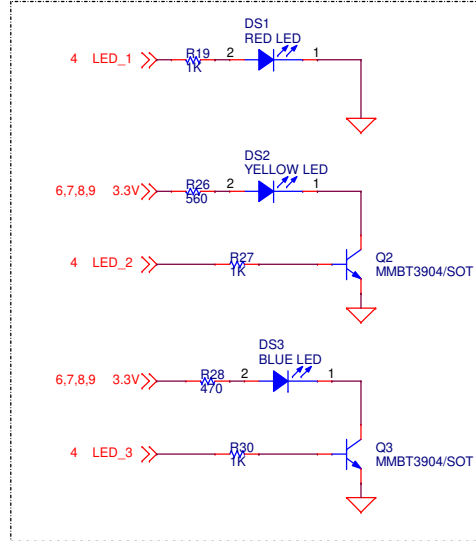 DS1
RED LED
4 LED_1 R19 2 1
1K
DS2
YELLOW LED
6,7,8,9 3.3V R26 2 1
560
4 LED_2 R27 Q2
1K MMBT3904/SOT
DS3
BLUE LED
6,7,8,9 3.3V R28 2 1
470
4 LED_3 R30 Q3
1K MMBT3904/SOT